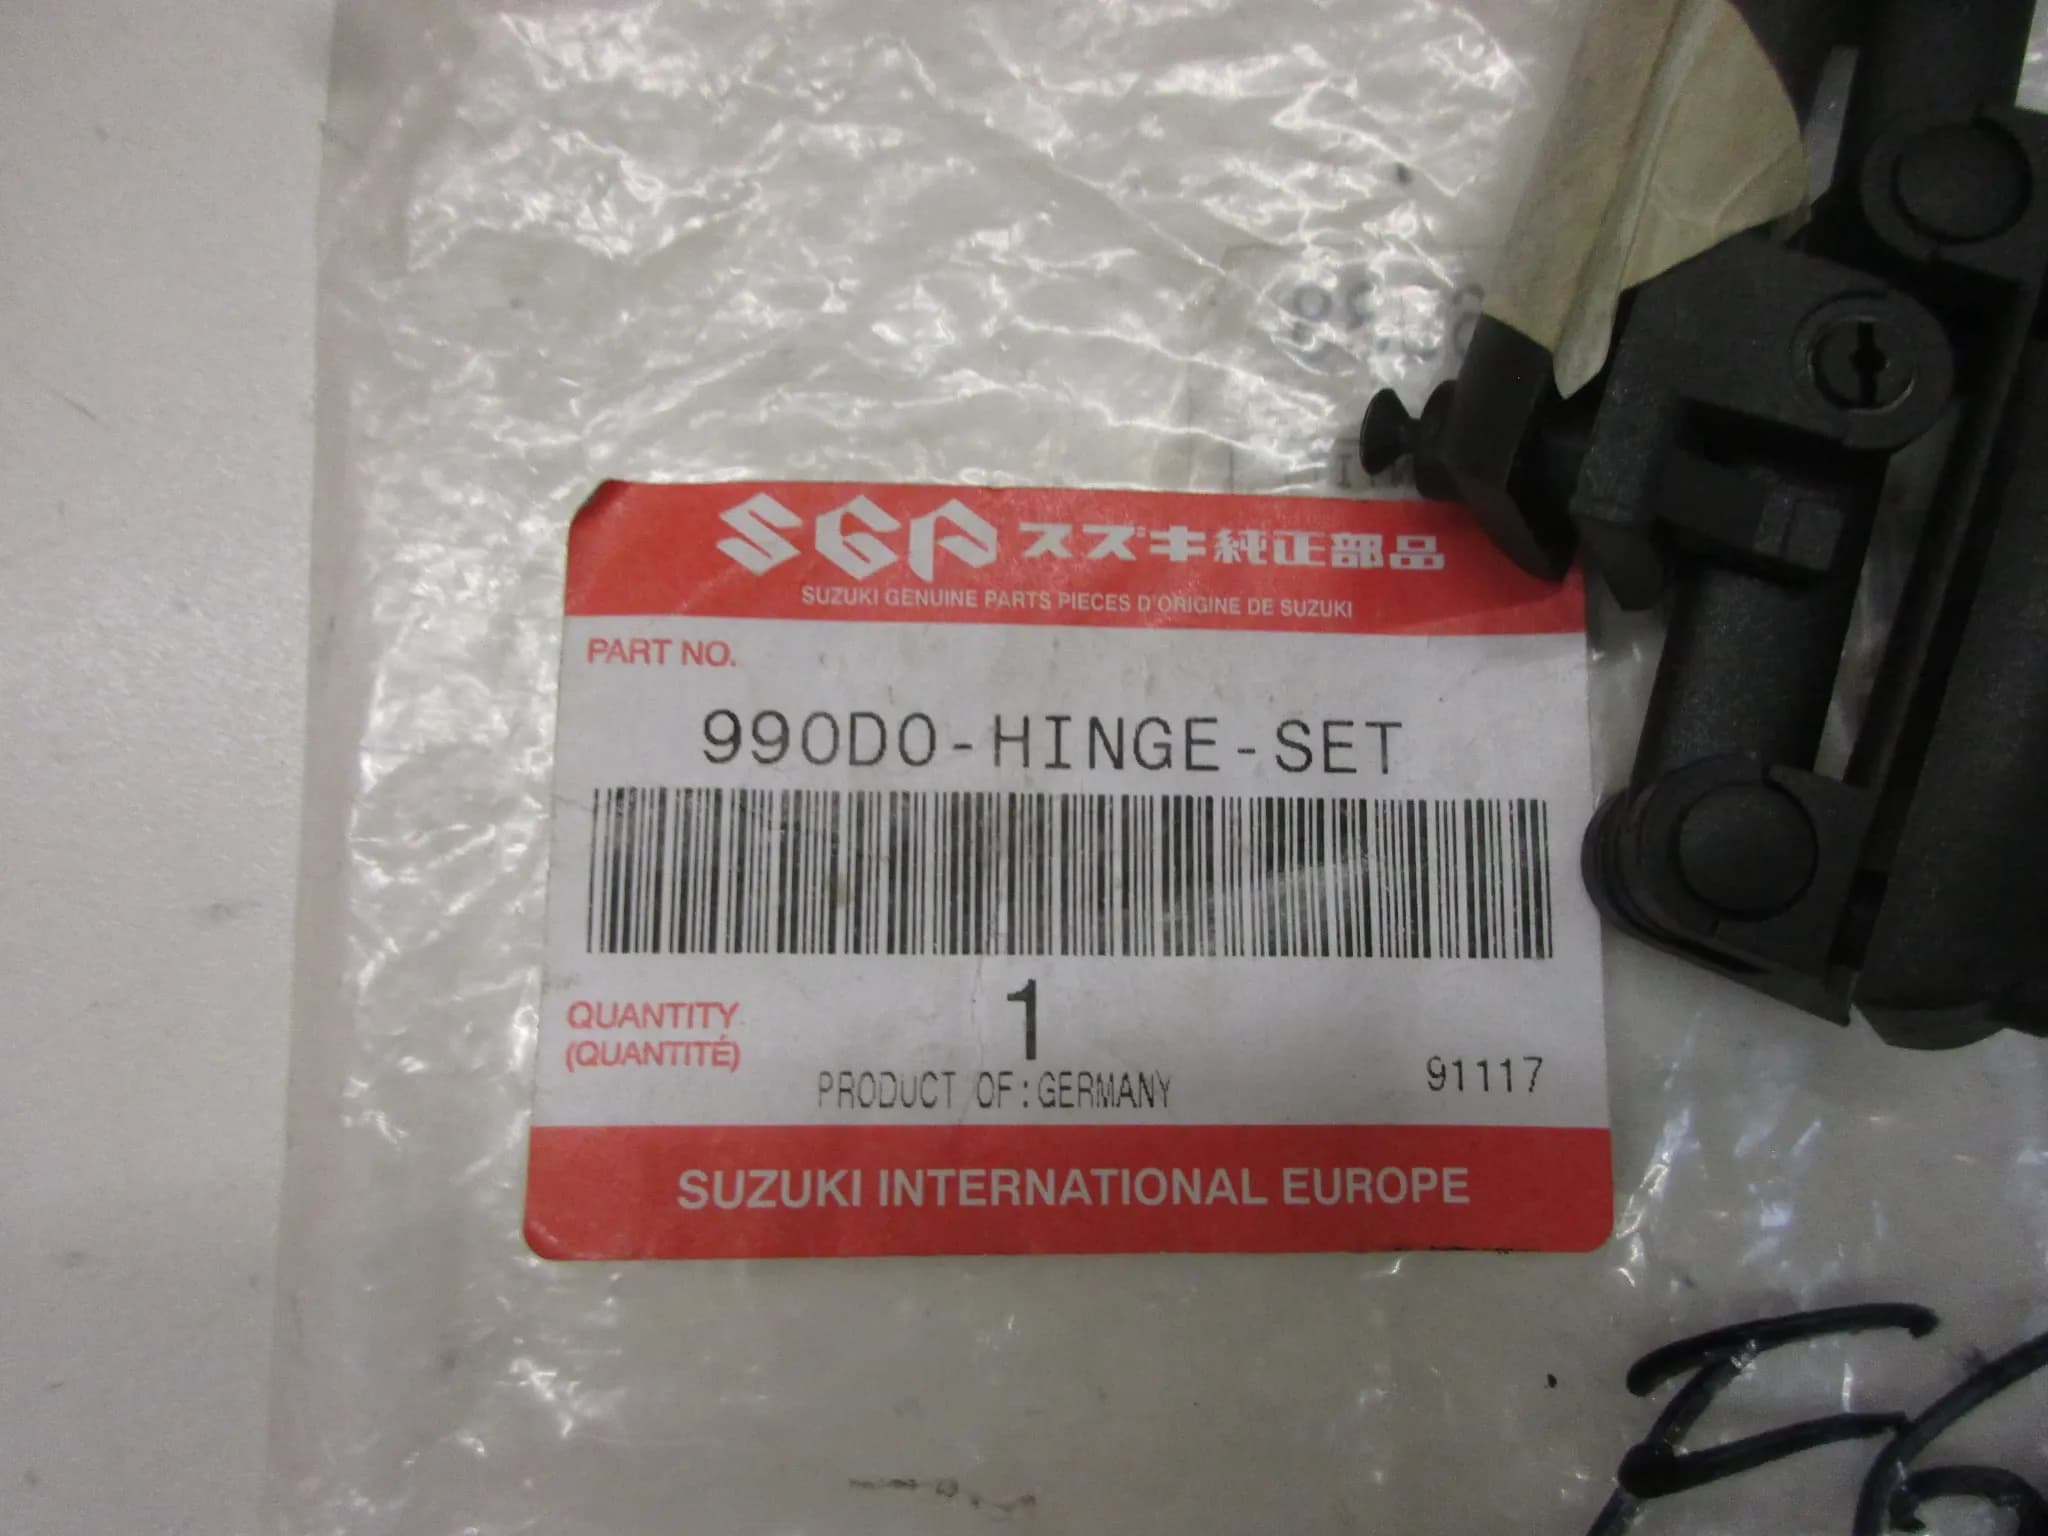 SGP スズキ純正部品
SUZUKI GENUINE PARTS PIECES D'ORIGINE DE SUZUKI
PART NO.
990D0-HINGE-SET
QUANTITY
(QUANTITÉ)
1
PRODUCT OF:GERMANY
91117
SUZUKI INTERNATIONAL EUROPE